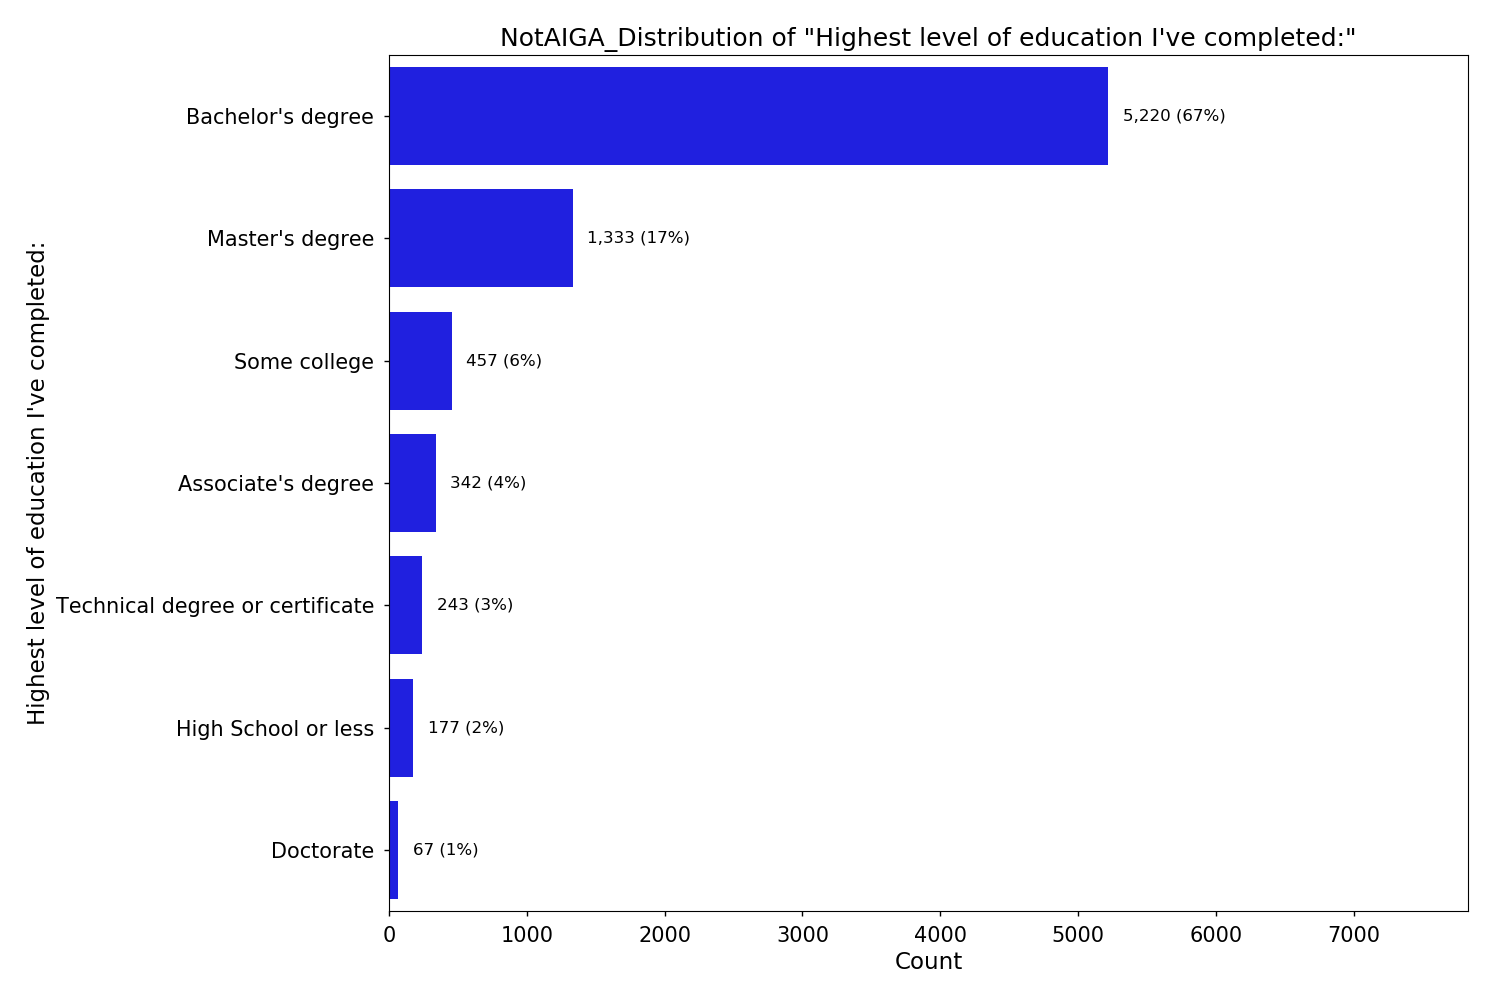 NotAIGA_Distribution of "Highest level of education I've completed:"
Highest level of education I've completed:
Bachelor's degree
5,220 (67%)
Master's degree
1,333 (17%)
Some college
457 (6%)
Associate's degree
342 (4%)
Technical degree or certificate
243 (3%)
High School or less
177 (2%)
Doctorate
67 (1%)
0 1000 2000 3000 4000 5000 6000 7000
Count